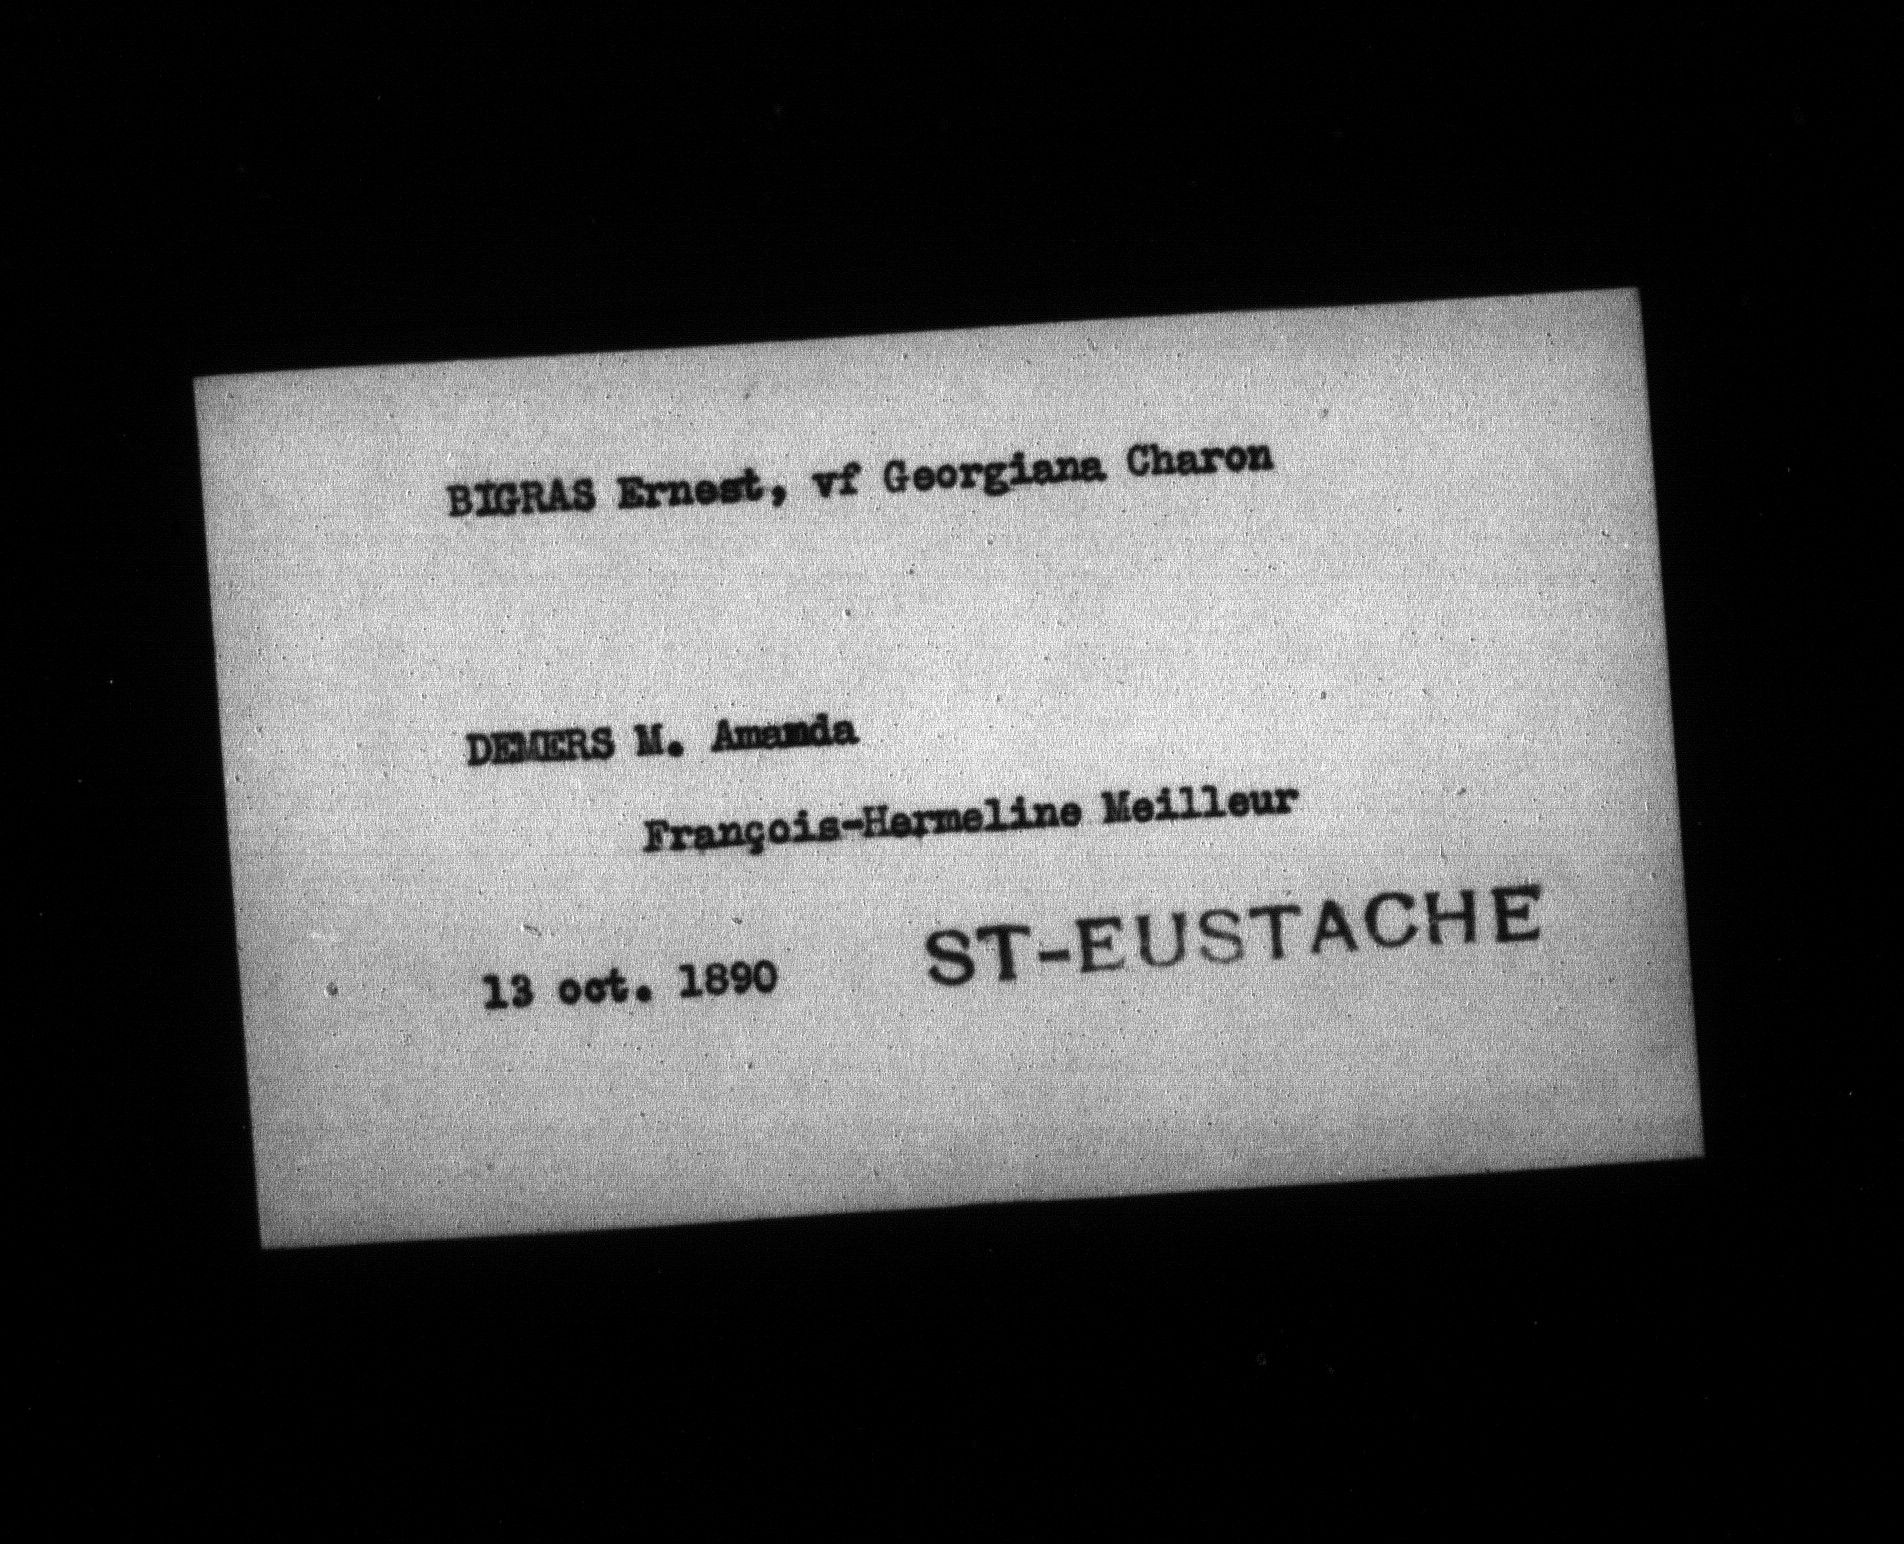 BIGRAS Ernest, vf Georgiana Charon
DEMERS M. Amanda
François-Hermeline Meilleur
13 oct. 1890 ST-EUSTACHE